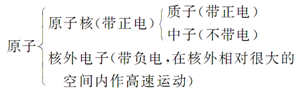 原子
原子核(带正电)
质子(带正电)
中子(不带电)
核外电子(带负电,在核外相对很大的
空间内作高速运动)